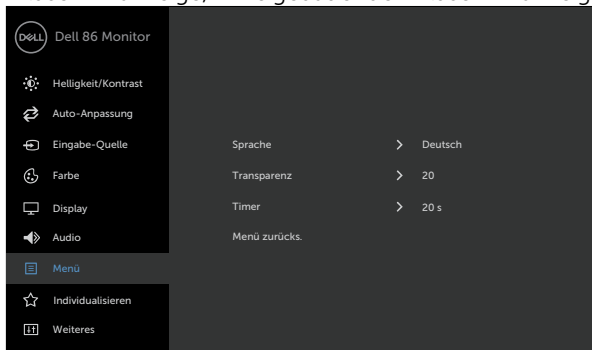 DELL Dell 86 Monitor
Helligkeit/Kontrast
Auto-Anpassung
Eingabe-Quelle
Farbe
Display
Audio
Menü
Individualisieren
Weiteres
Sprache Deutsch
Transparenz 20
Timer 20 s
Menü zurücks.